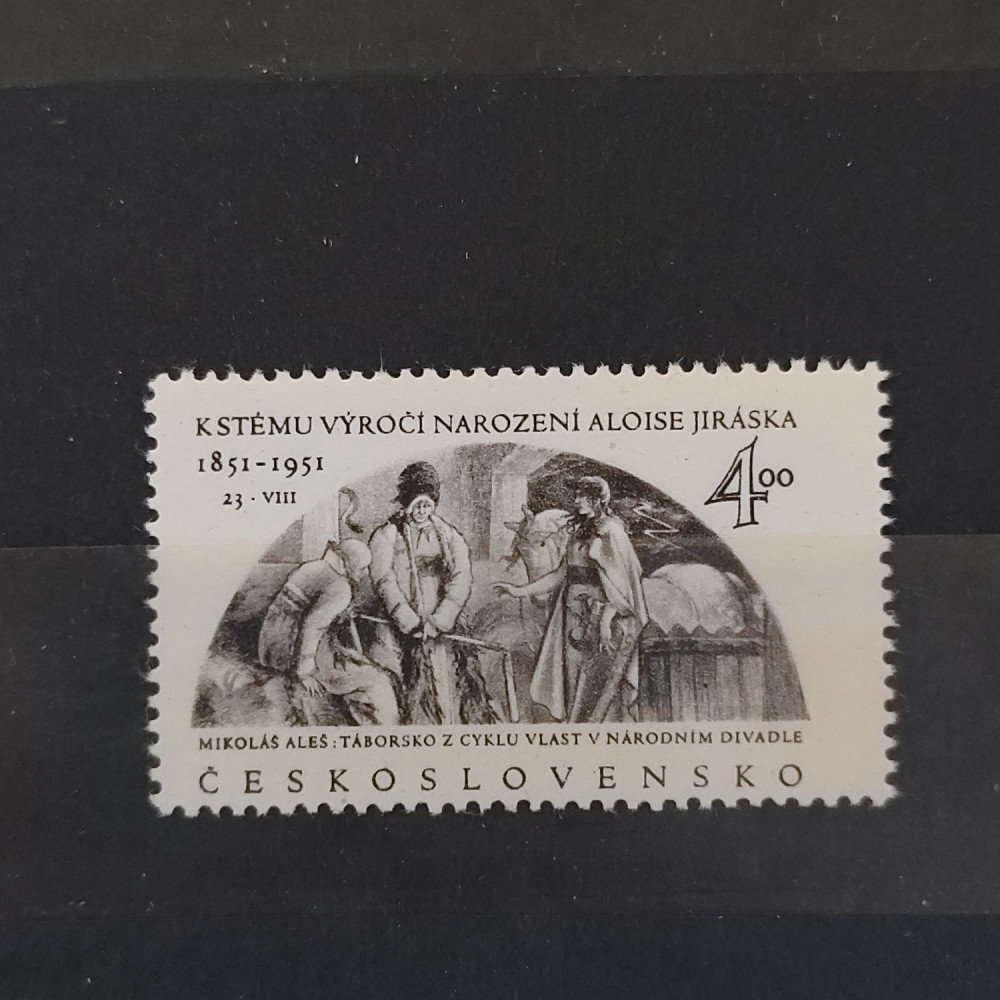 K STÉMU VÝROČÍ NAROZENÍ ALOISE JIRÁSKA
1851-1951
23 · VIII
4 00
MIKOLÁŠ ALEŠ: TÁBORSKO Z CYKLU VLAST V NÁRODNÍM DIVADLE
ČESKOSLOVENSKO